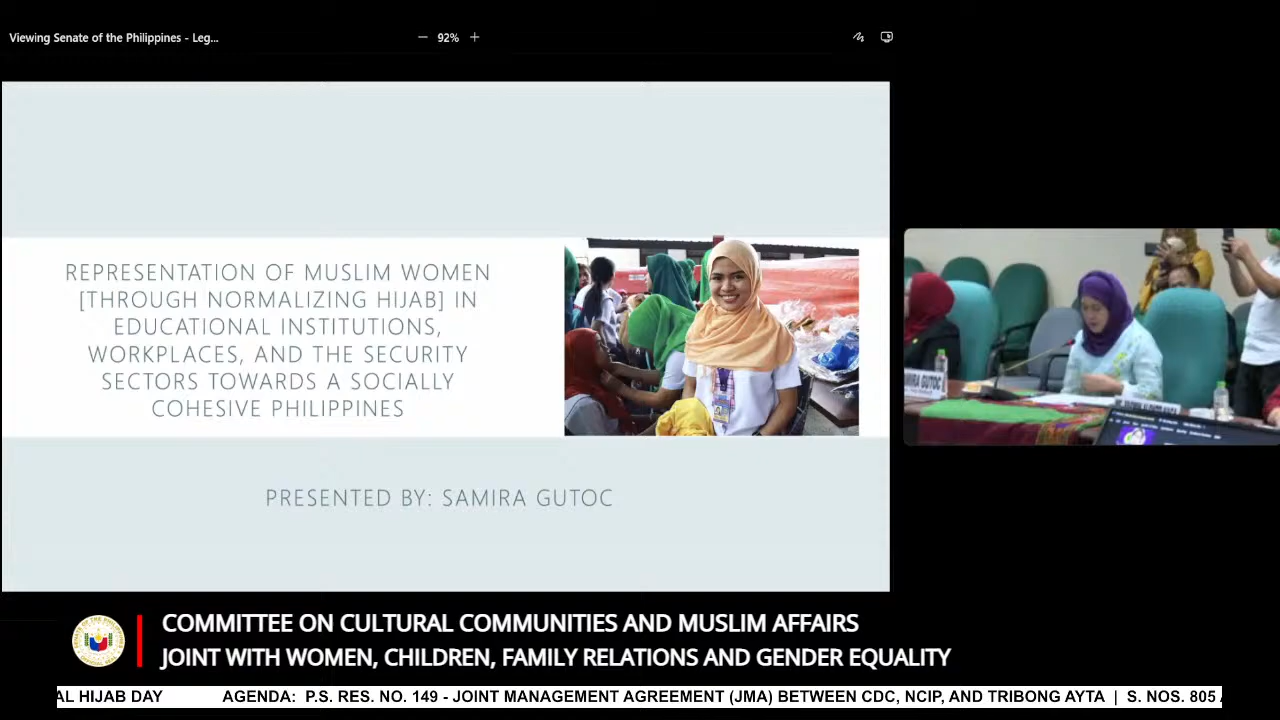 Viewing Senate of the Philippines - Leg...
92%
REPRESENTATION OF MUSLIM WOMEN
[THROUGH NORMALIZING HIJAB] IN
EDUCATIONAL INSTITUTIONS,
WORKPLACES, AND THE SECURITY
SECTORS TOWARDS A SOCIALLY
COHESIVE PHILIPPINES
PRESENTED BY: SAMIRA GUTOC
SAMIRA GUTOC
COMMITTEE ON CULTURAL COMMUNITIES AND MUSLIM AFFAIRS
JOINT WITH WOMEN, CHILDREN, FAMILY RELATIONS AND GENDER EQUALITY
AL HIJAB DAY AGENDA: P.S. RES. NO. 149 - JOINT MANAGEMENT AGREEMENT (JMA) BETWEEN CDC, NCIP, AND TRIBONG AYTA | S. NOS. 805